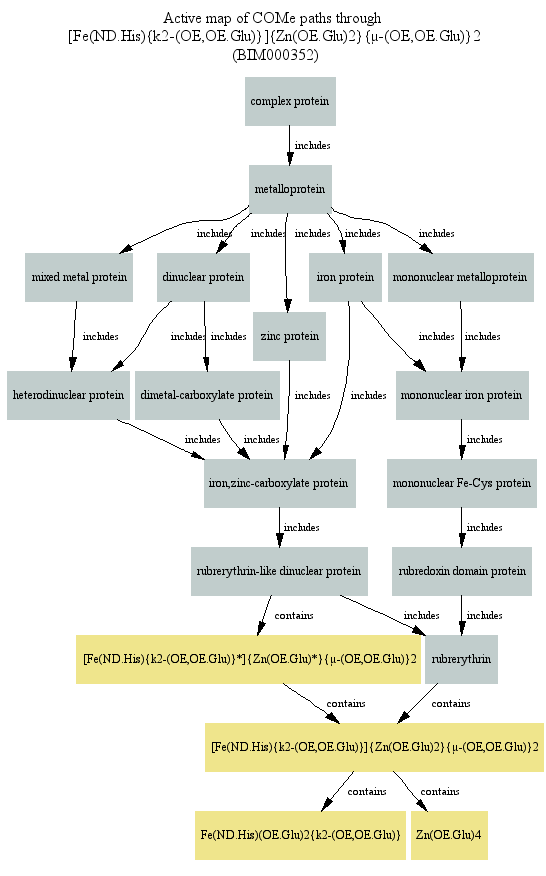 Active map of COMe paths through
[Fe(ND.His){k2-(OE,OE.Glu)}]{Zn(OE.Glu)2}{μ-(OE,OE.Glu)}2
(BIM000352)
complex protein
includes
metalloprotein
includes includes includes includes includes
mixed metal protein dinuclear protein iron protein mononuclear metalloprotein
zinc protein
includes includes includes includes includes
heterodinuclear protein dimetal-carboxylate protein mononuclear iron protein
includes includes
includes includes includes
iron,zinc-carboxylate protein mononuclear Fe-Cys protein
includes includes
rubrerythrin-like dinuclear protein rubredoxin domain protein
contains includes includes
[Fe(ND.His){k2-(OE,OE.Glu)}*]{Zn(OE.Glu)*}{μ-(OE,OE.Glu)}2 rubrerythrin
contains contains
[Fe(ND.His){k2-(OE,OE.Glu)}]{Zn(OE.Glu)2}{μ-(OE,OE.Glu)}2
contains contains
Fe(ND.His)(OE.Glu)2{k2-(OE,OE.Glu)} Zn(OE.Glu)4